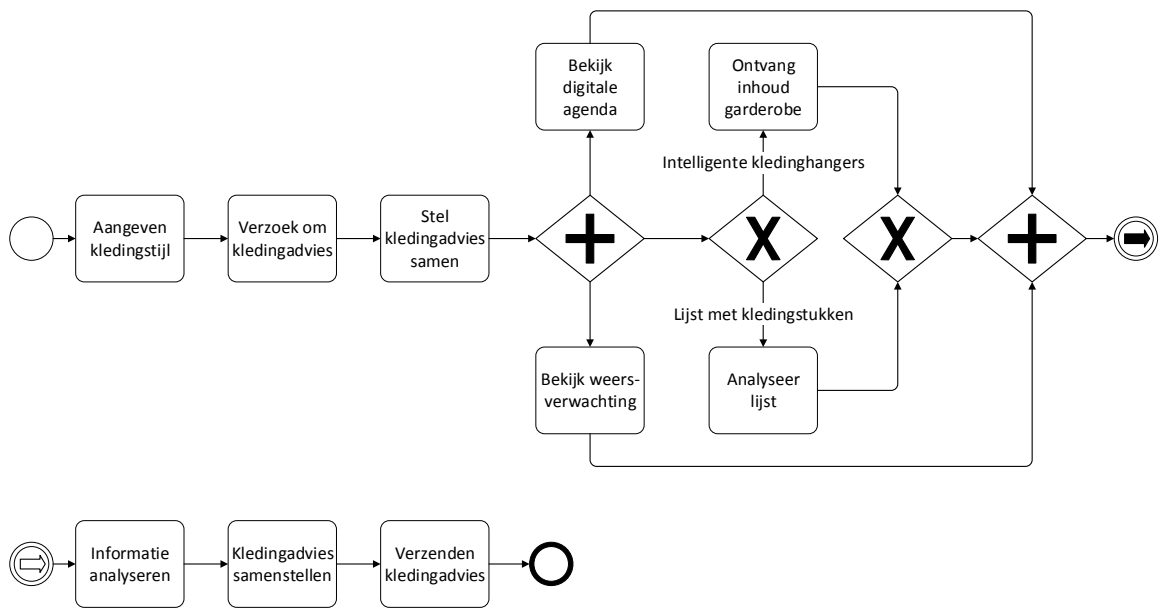 Bekijk
digitale
agenda
Ontvang
inhoud
garderobe
Intelligente kledinghangers
Aangeven
kledingstijl
Verzoek om
kledingadvies
Stel
kledingadvies
samen
Lijst met kledingstukken
Bekijk weers-
verwachting
Analyseer
lijst
Informatie
analyseren
Kledingadvies
samenstellen
Verzenden
kledingadvies